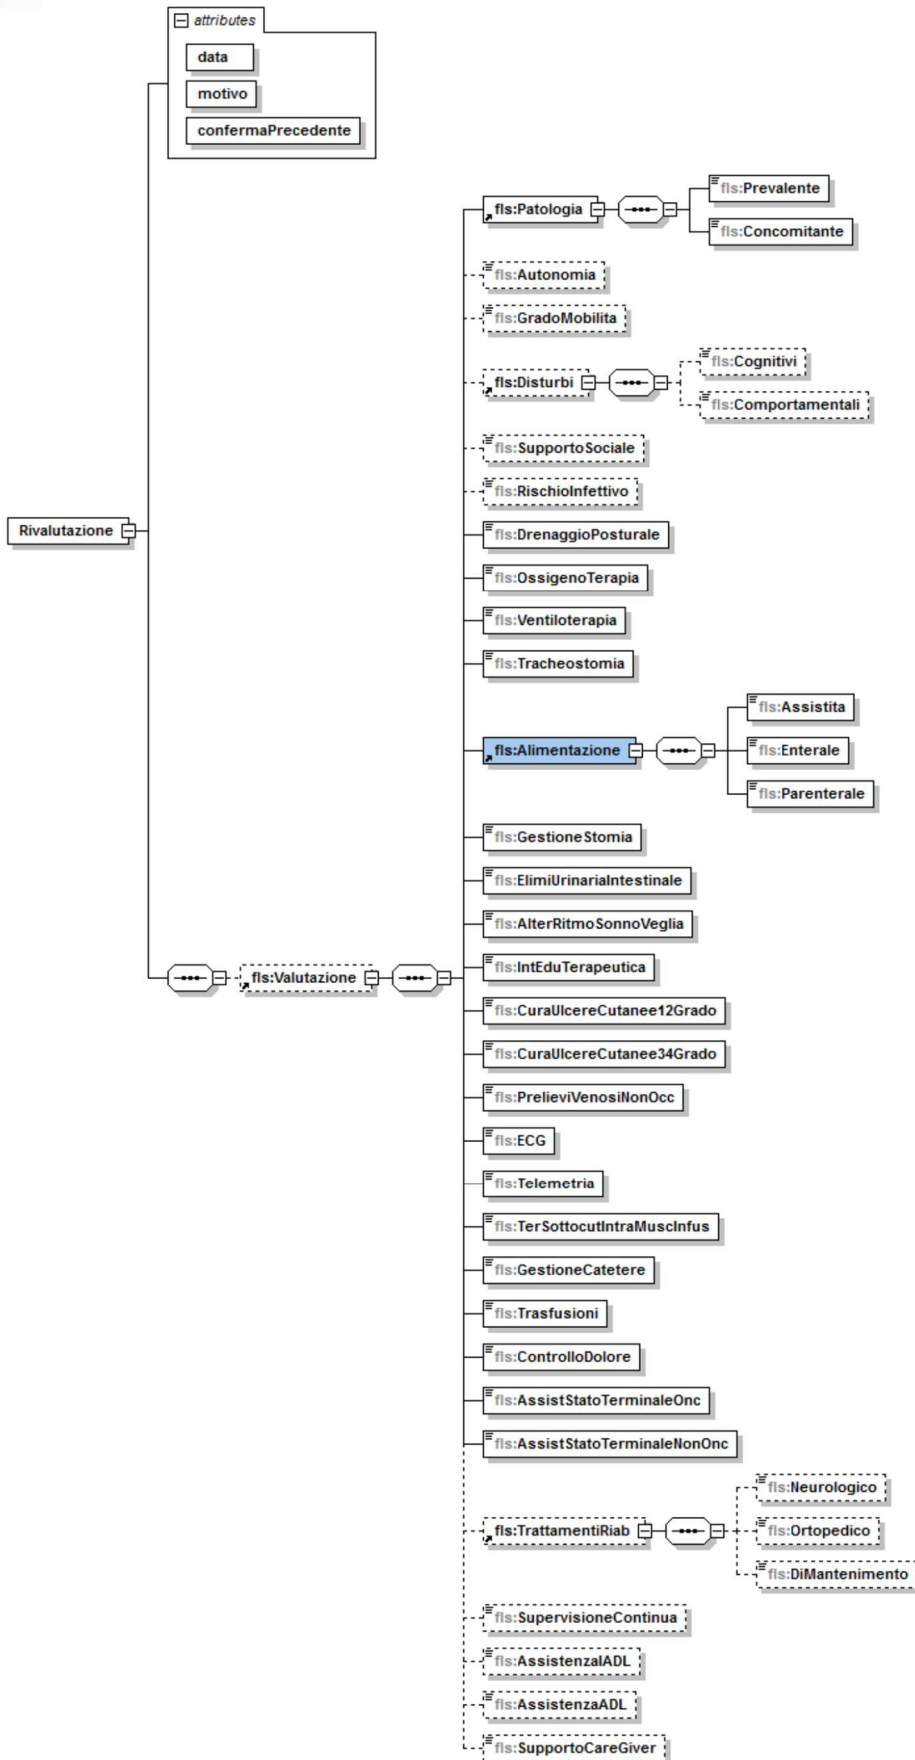 attributes
data
motivo
confermaPrecedente
fls:Patologia
fls:Prevalente
fls:Concomitante
fls:Autonomia
fls:GradoMobilita
fls:Disturbi
fls:Cognitivi
fls:Comportamentali
fls:SupportoSociale
fls:RischioInfettivo
Rivalutazione
fls:DrenaggioPosturale
fls:OssigenoTerapia
fls:Ventiloterapia
fls:Tracheostomia
fls:Alimentazione
fls:Assistita
fls:Enterale
fls:Parenterale
fls:GestioneStomia
fls:ElimiUrinariaIntestinale
fls:AlterRitmoSonnoVeglia
fls:Valutazione
fls:IntEduTerapeutica
fls:CuraUlcereCutanee12Grado
fls:CuraUlcereCutanee34Grado
fls:PrelieviVenosiNonOcc
fls:ECG
fls:Telemetria
fls:TerSottocutIntraMuscInfus
fls:GestioneCatetere
fls:Trasfusioni
fls:ControlloDolore
fls:AssistStatoTerminaleOnc
fls:AssistStatoTerminaleNonOnc
fls:TrattamentiRiab
fls:Neurologico
fls:Ortopedico
fls:DiMantenimento
fls:SupervisioneContinua
fls:AssistenzaIADL
fls:AssistenzaADL
fls:SupportoCareGiver